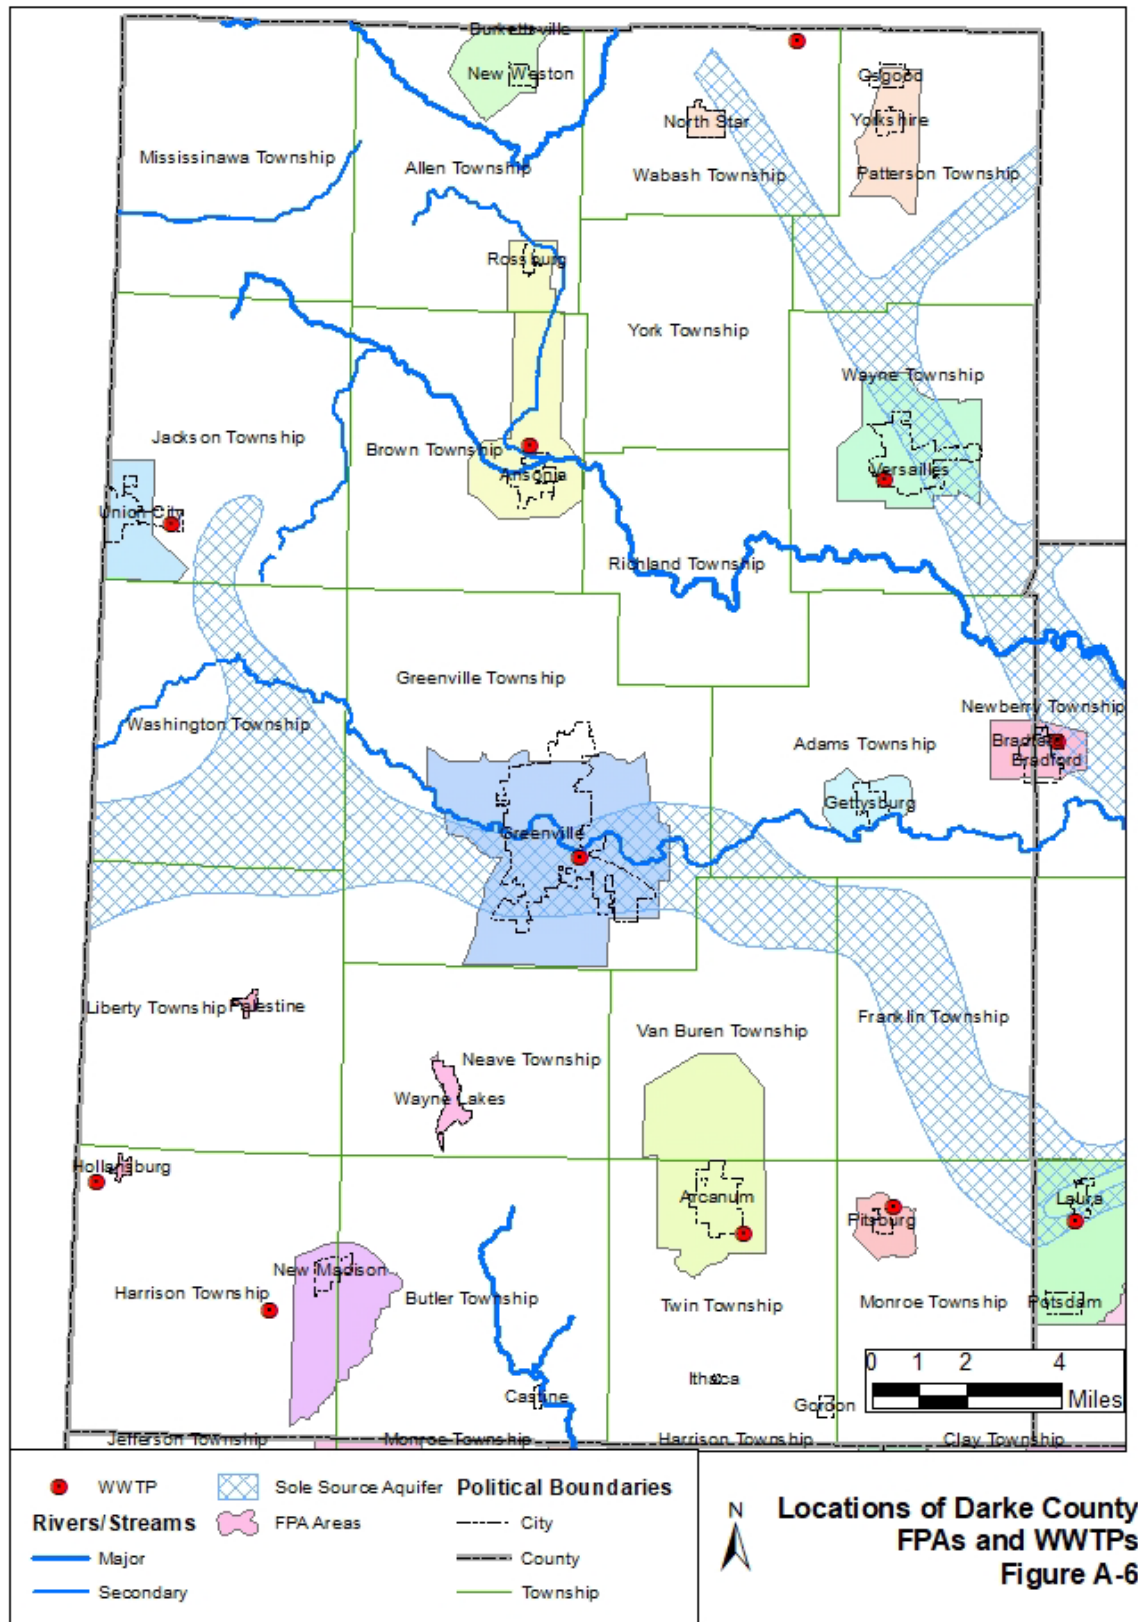 Burkettsville
New Weston
Osgood
North Star
Yorkshire
Mississinawa Township
Allen Township
Wabash Township
Patterson Township
Rossburg
York Township
Wayne Township
Jackson Township
Brown Township
Ansonia
Versailles
Union City
Richland Township
Greenville Township
Newberry Township
Washington Township
Adams Township
Bradford
Bradford
Gettysburg
Greenville
Liberty Township
Palestine
Franklin Township
Van Buren Township
Neave Township
Wayne Lakes
Hollansburg
Arcanum
Laura
Pitsburg
New Madison
Harrison Township
Butler Township
Twin Township
Monroe Township
Potsdam
0 1 2 4
Miles
Ithaca
Castine
Gordon
Jefferson Township
Monroe Township
Harrison Township
Clay Township
WWTP
Sole Source Aquifer
Political Boundaries
Rivers/Streams
FPA Areas
City
Major
County
Secondary
Township
N
Locations of Darke County
FPAs and WWTPs
Figure A-6